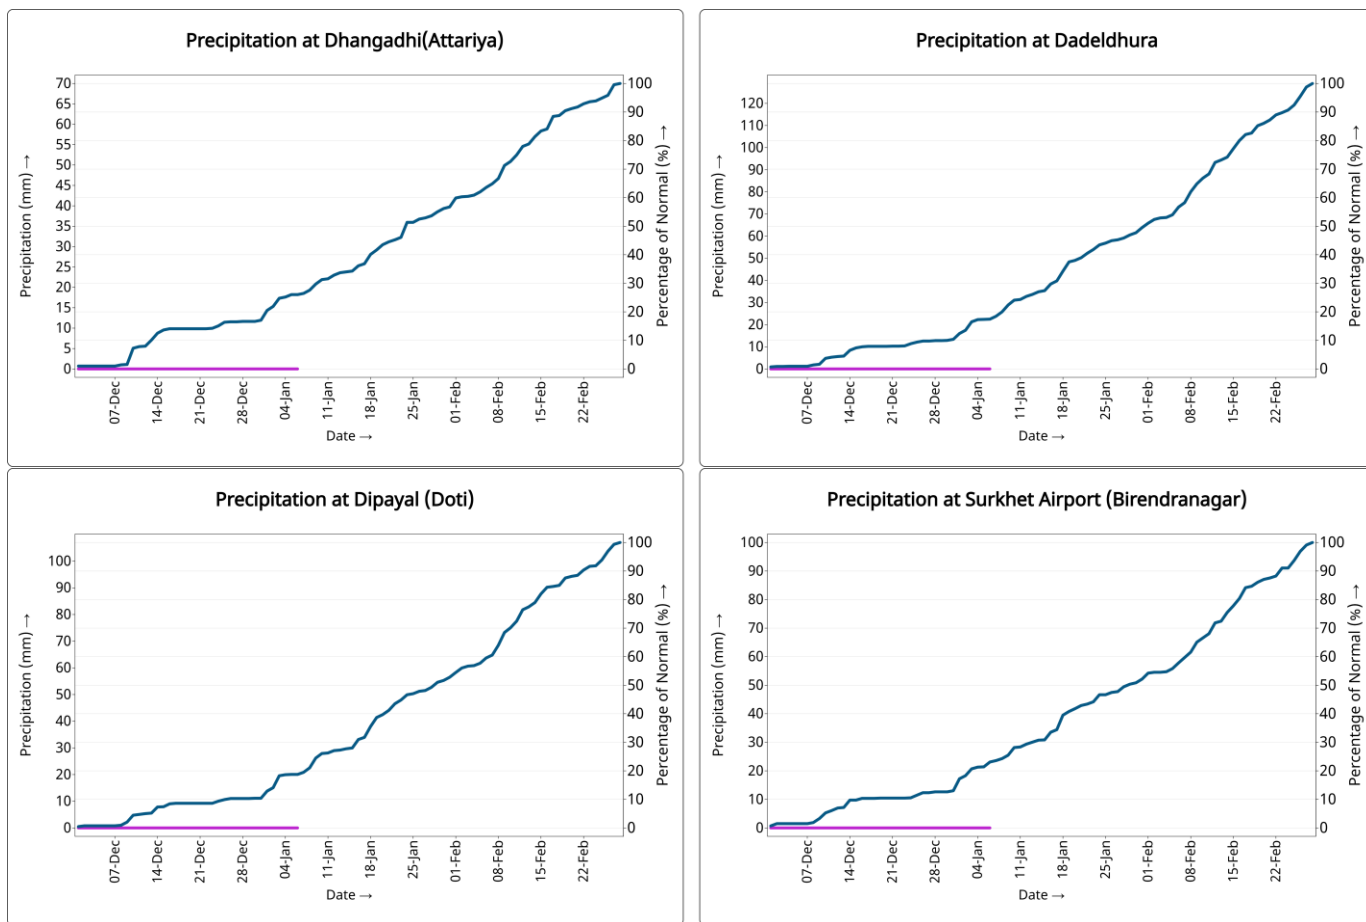 Precipitation at Dhangadhi(Attariya)
Precipitation (mm) →
70
65
60
55
50
45
40
35
30
25
20
15
10
5
0
100
90
80
70
60
50
40
30
20
10
0
Percentage of Normal (%) →
07-Dec
14-Dec
21-Dec
28-Dec
04-Jan
11-Jan
18-Jan
25-Jan
01-Feb
08-Feb
15-Feb
22-Feb
Date →
Precipitation at Dadeldhura
Precipitation (mm) →
120
110
100
90
80
70
60
50
40
30
20
10
0
100
90
80
70
60
50
40
30
20
10
0
Percentage of Normal (%) →
07-Dec
14-Dec
21-Dec
28-Dec
04-Jan
11-Jan
18-Jan
25-Jan
01-Feb
08-Feb
15-Feb
22-Feb
Date →
Precipitation at Dipayal (Doti)
Precipitation (mm) →
100
90
80
70
60
50
40
30
20
10
0
100
90
80
70
60
50
40
30
20
10
0
Percentage of Normal (%) →
07-Dec
14-Dec
21-Dec
28-Dec
04-Jan
11-Jan
18-Jan
25-Jan
01-Feb
08-Feb
15-Feb
22-Feb
Date →
Precipitation at Surkhet Airport (Birendranagar)
Precipitation (mm) →
100
90
80
70
60
50
40
30
20
10
0
100
90
80
70
60
50
40
30
20
10
0
Percentage of Normal (%) →
07-Dec
14-Dec
21-Dec
28-Dec
04-Jan
11-Jan
18-Jan
25-Jan
01-Feb
08-Feb
15-Feb
22-Feb
Date →